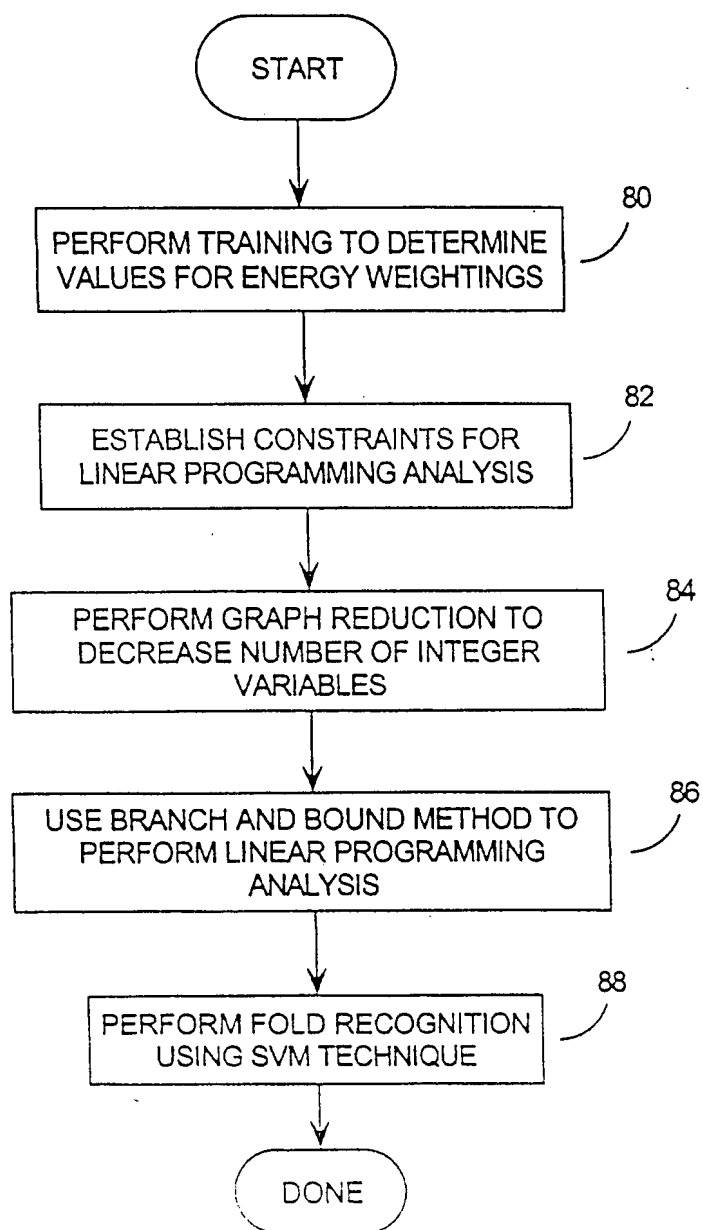 START
80
PERFORM TRAINING TO DETERMINE
VALUES FOR ENERGY WEIGHTINGS
82
ESTABLISH CONSTRAINTS FOR
LINEAR PROGRAMMING ANALYSIS
84
PERFORM GRAPH REDUCTION TO
DECREASE NUMBER OF INTEGER
VARIABLES
86
USE BRANCH AND BOUND METHOD TO
PERFORM LINEAR PROGRAMMING
ANALYSIS
88
PERFORM FOLD RECOGNITION
USING SVM TECHNIQUE
DONE